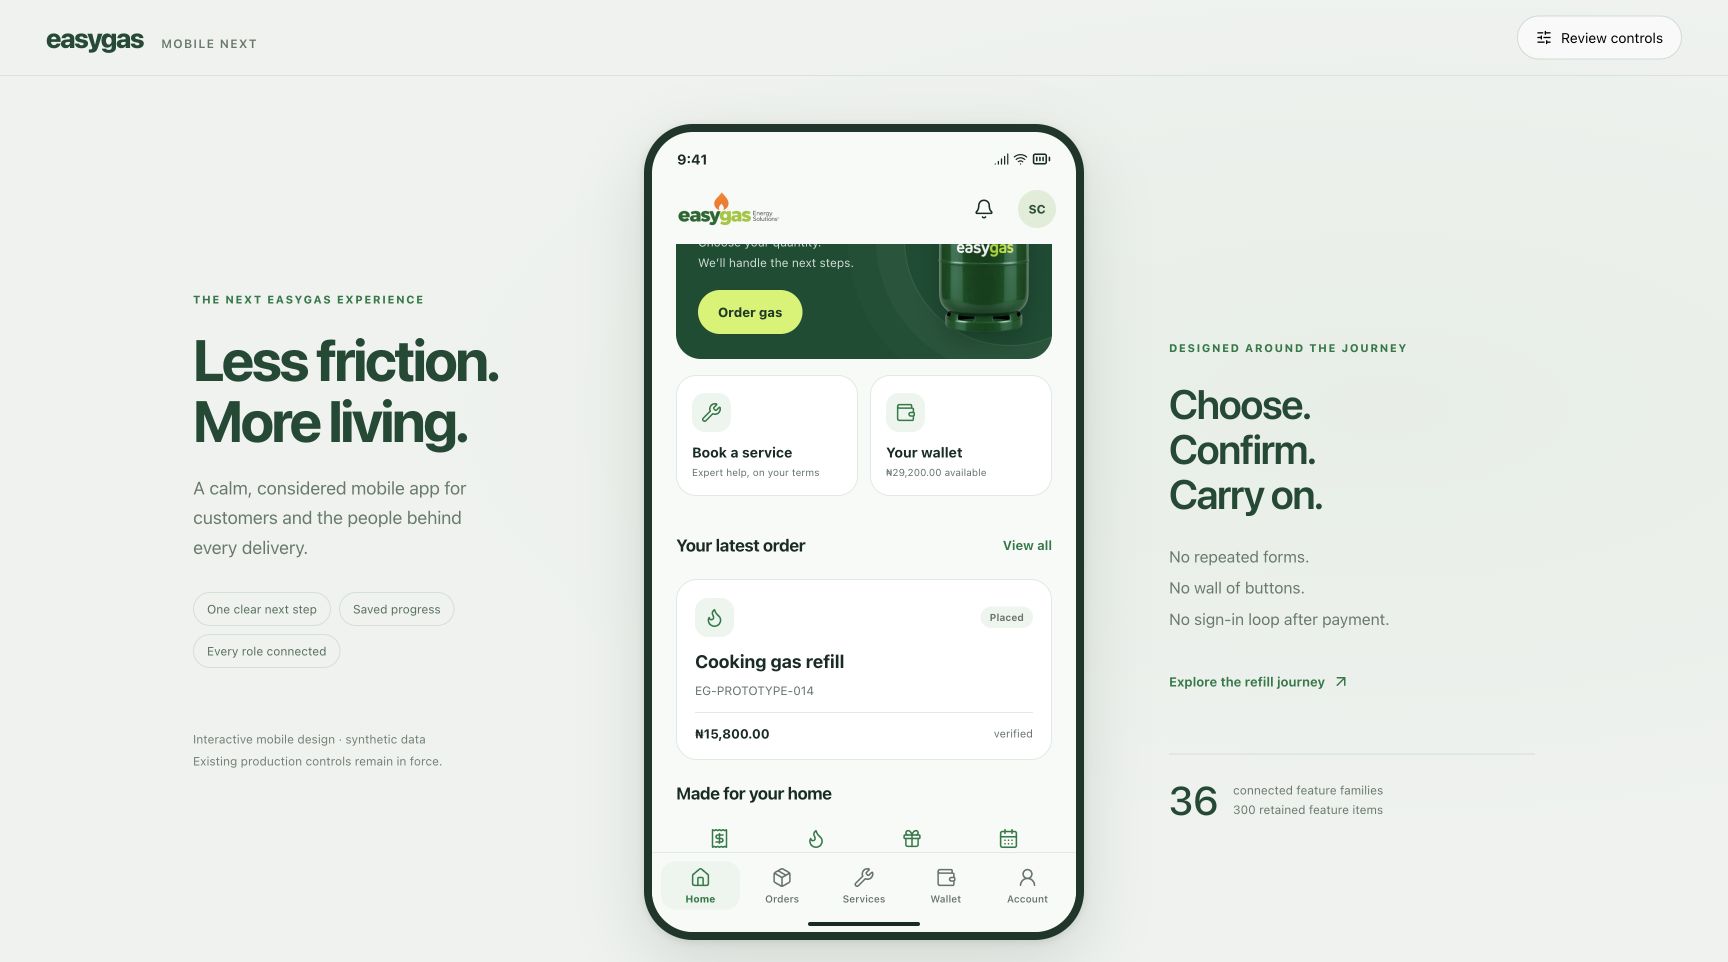 easygas MOBILE NEXT
Review controls
THE NEXT EASYGAS EXPERIENCE
Less friction.
More living.
A calm, considered mobile app for
customers and the people behind
every delivery.
One clear next step
Saved progress
Every role connected
Interactive mobile design · synthetic data
Existing production controls remain in force.
9:41
easygas Energy
Solutions
SC
Choose your quantity.
We'll handle the next steps.
Order gas
easygas
Book a service
Expert help, on your terms
Your wallet
₦29,200.00 available
Your latest order
View all
Placed
Cooking gas refill
EG-PROTOTYPE-014
₦15,800.00
verified
Made for your home
Home
Orders
Services
Wallet
Account
DESIGNED AROUND THE JOURNEY
Choose.
Confirm.
Carry on.
No repeated forms.
No wall of buttons.
No sign-in loop after payment.
Explore the refill journey
36
connected feature families
300 retained feature items